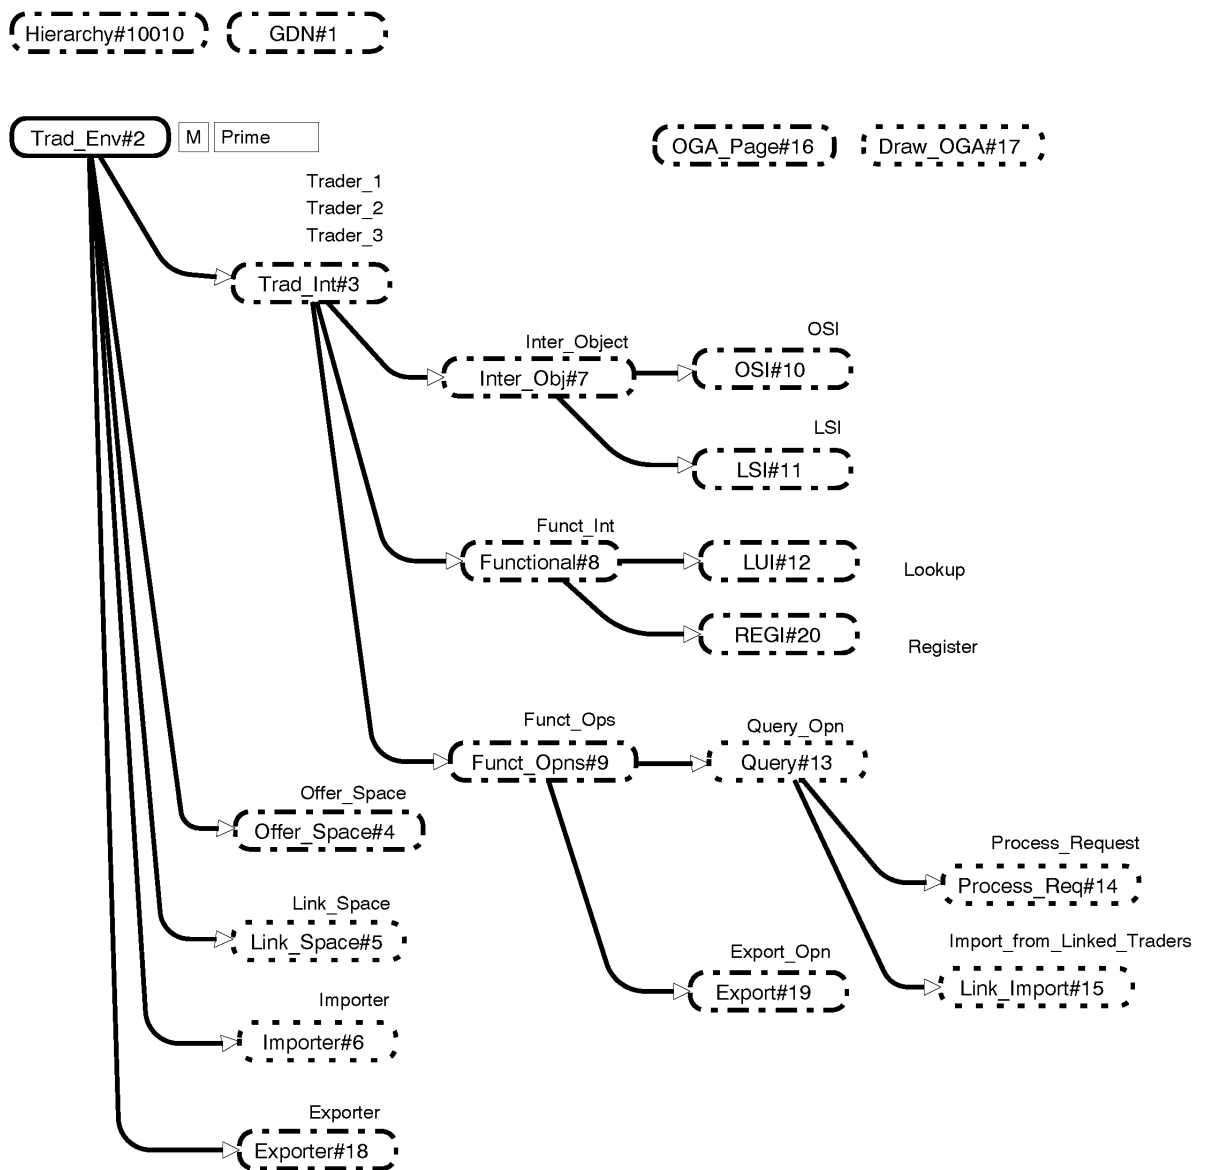 Hierarchy#10010
GDN#1
Trad_Env#2
M
Prime
OGA_Page#16
Draw_OGA#17
Trader_1
Trader_2
Trader_3
Trad_Int#3
Inter_Object
Inter_Obj#7
OSI
OSI#10
LSI
LSI#11
Funct_Int
Functional#8
LUI#12
Lookup
REGI#20
Register
Funct_Ops
Funct_Opns#9
Query_Opn
Query#13
Offer_Space
Offer_Space#4
Process_Request
Process_Req#14
Link_Space
Link_Space#5
Import_from_Linked_Traders
Link_Import#15
Export_Opn
Export#19
Importer
Importer#6
Exporter
Exporter#18